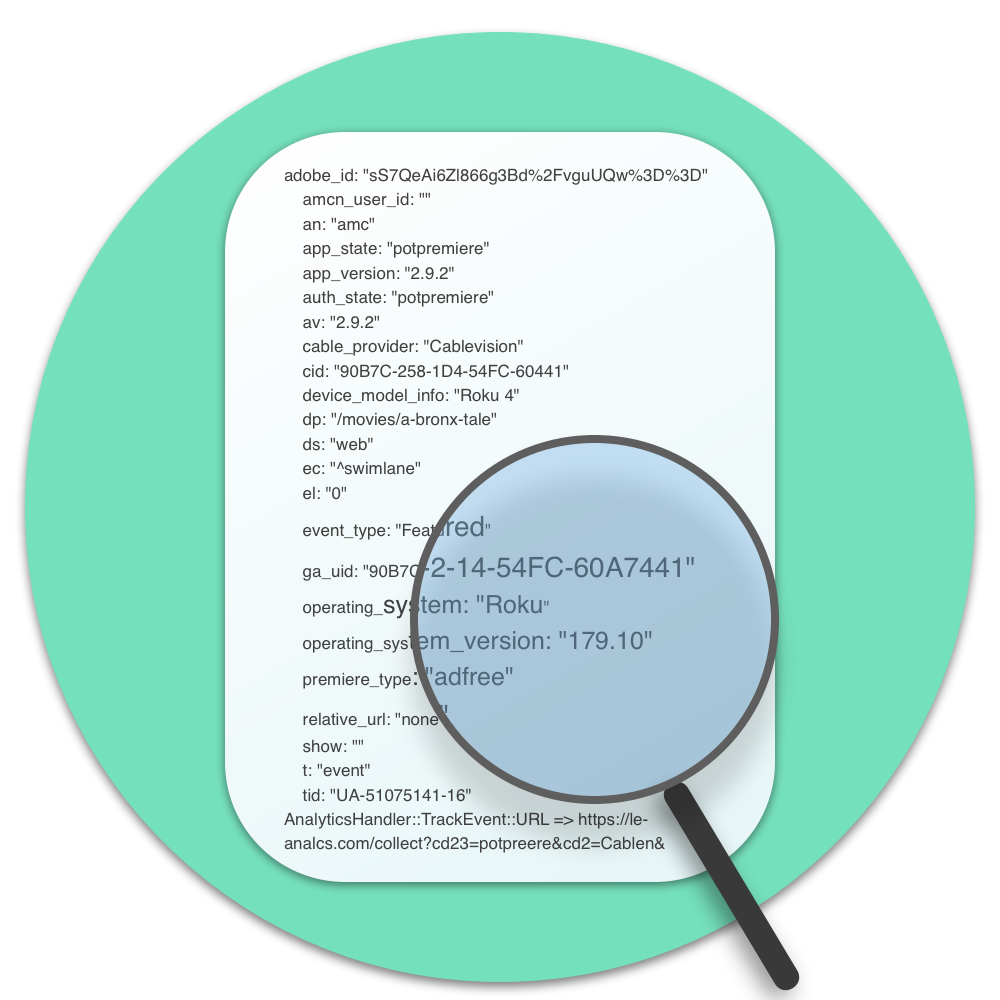 adobe_id: "sS7QeAi6Zl866g3Bd%2FvguUQw%3D%3D"
amcn_user_id: ""
an: "amc"
app_state: "potpremiere"
app_version: "2.9.2"
auth_state: "potpremiere"
av: "2.9.2"
cable_provider: "Cablevision"
cid: "90B7C-258-1D4-54FC-60441"
device_model_info: "Roku 4"
dp: "/movies/a-bronx-tale"
ds: "web"
ec: "^swimlane"
el: "0"
event_type: "Featured"
ga_uid: "90B7C-2-14-54FC-60A7441"
operating_system: "Roku"
operating_system_version: "179.10"
premiere_type: "adfree"
relative_url: "none"
show: ""
t: "event"
tid: "UA-51075141-16"
AnalyticsHandler::TrackEvent::URL => https://le-
analcs.com/collect?cd23=potpreere&cd2=Cablen&